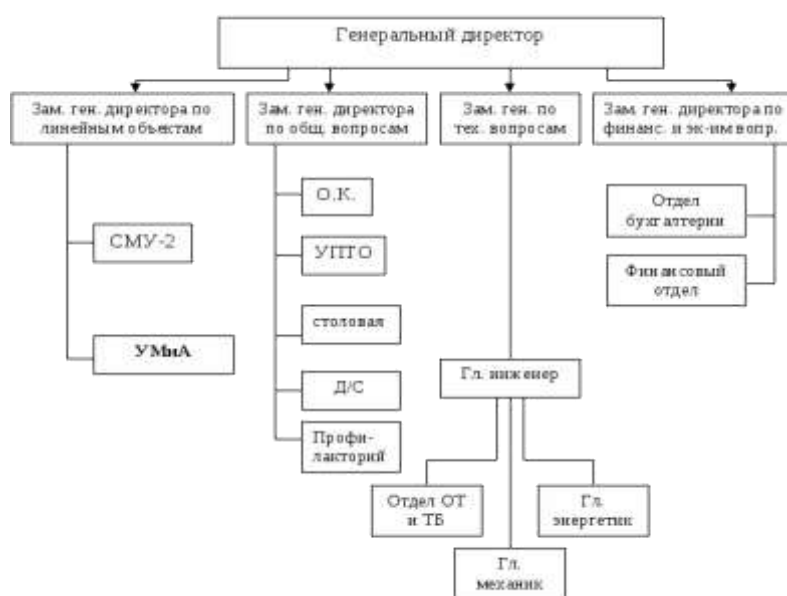 Генеральный директор
Зам. ген. директора по
линейным объектам
Зам. ген. директора
по общ. вопросам
Зам. ген. по
тех. вопросам
Зам. ген. директора по
финанс. и эк-им вопр.
О.К.
Отдел
бухгалтерии
СМУ-2
УПТО
Финансовый
отдел
столовая
УМиА
Гл. инженер
Д/С
Профи-
лакторий
Отдел ОТ
и ТБ
Гл.
энергетик
Гл.
механик